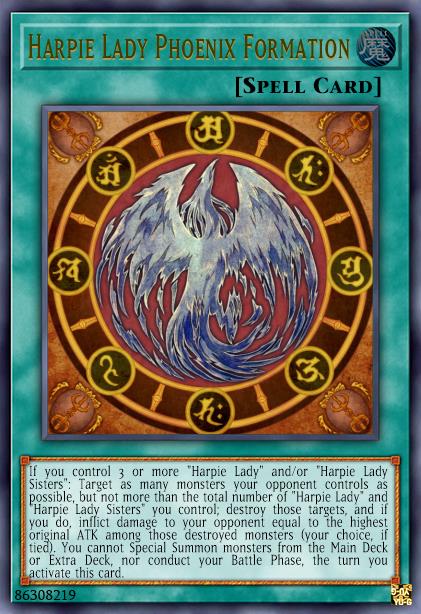 Harpie Lady Phoenix Formation
魔
[Spell Card]
If you control 3 or more "Harpie Lady" and/or "Harpie Lady
Sisters": Target as many monsters your opponent controls as
possible, but not more than the total number of "Harpie Lady" and
"Harpie Lady Sisters" you control; destroy those targets, and if
you do, inflict damage to your opponent equal to the highest
original ATK among those destroyed monsters (your choice, if
tied). You cannot Special Summon monsters from the Main Deck
or Extra Deck, nor conduct your Battle Phase, the turn you
activate this card.
86308219